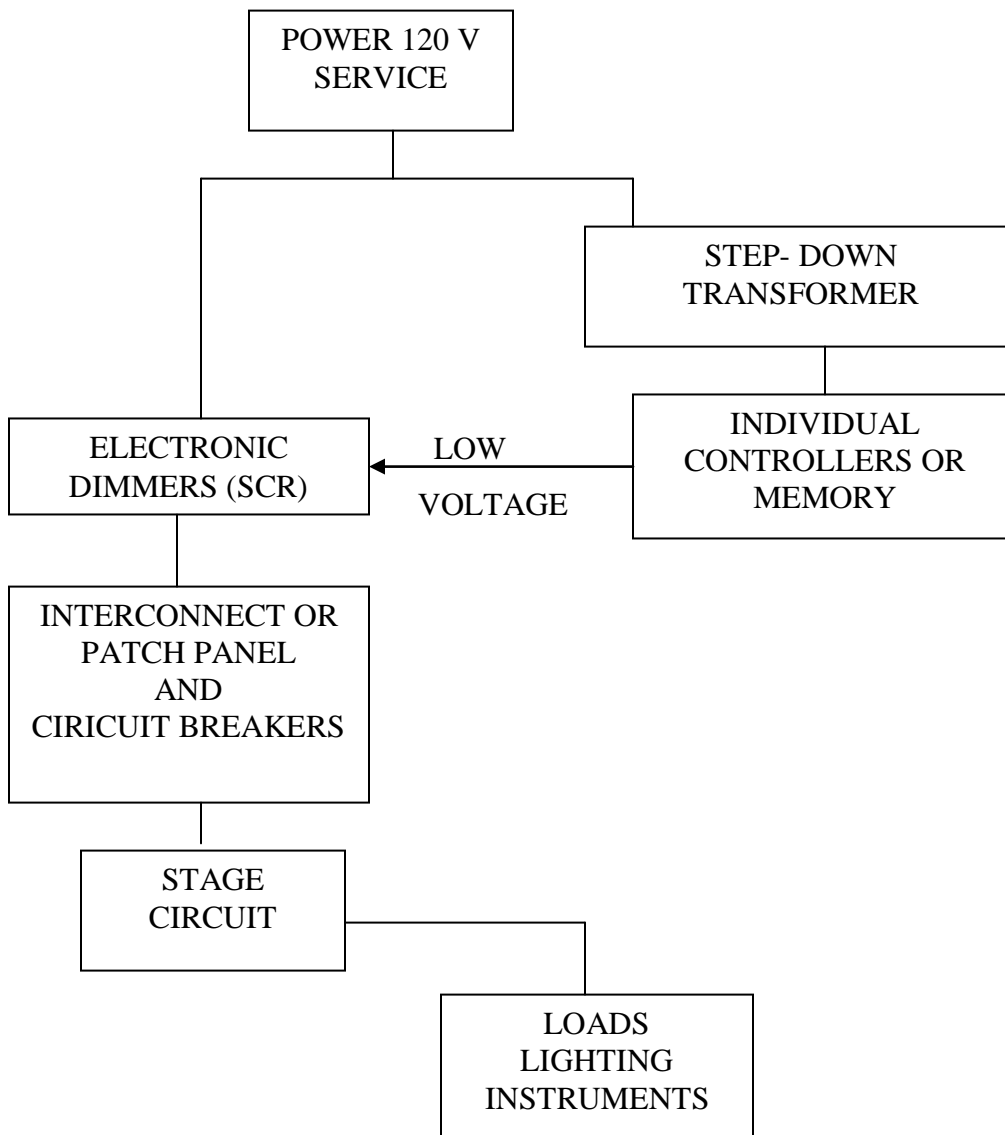 POWER 120 V
SERVICE
STEP- DOWN
TRANSFORMER
ELECTRONIC
DIMMERS (SCR)
LOW
VOLTAGE
INDIVIDUAL
CONTROLLERS OR
MEMORY
INTERCONNECT OR
PATCH PANEL
AND
CIRICUIT BREAKERS
STAGE
CIRCUIT
LOADS
LIGHTING
INSTRUMENTS